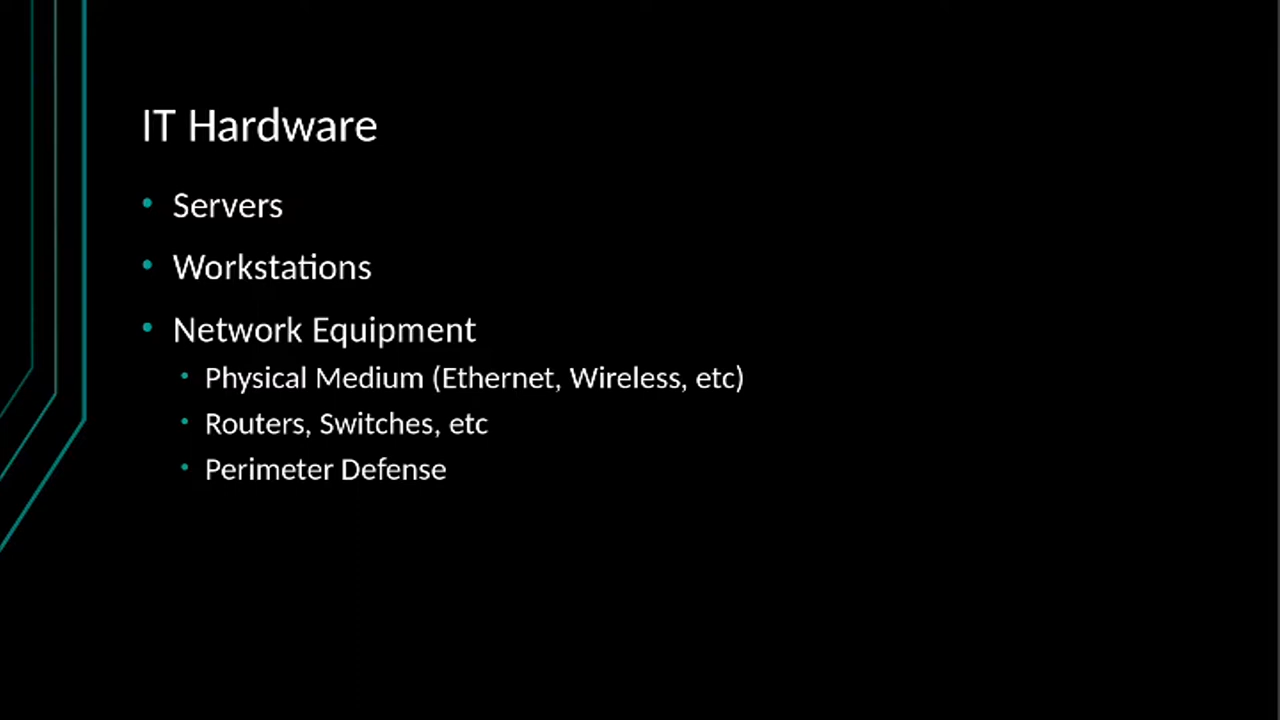 IT Hardware
• Servers
• Workstations
• Network Equipment
• Physical Medium (Ethernet, Wireless, etc)
• Routers, Switches, etc
• Perimeter Defense